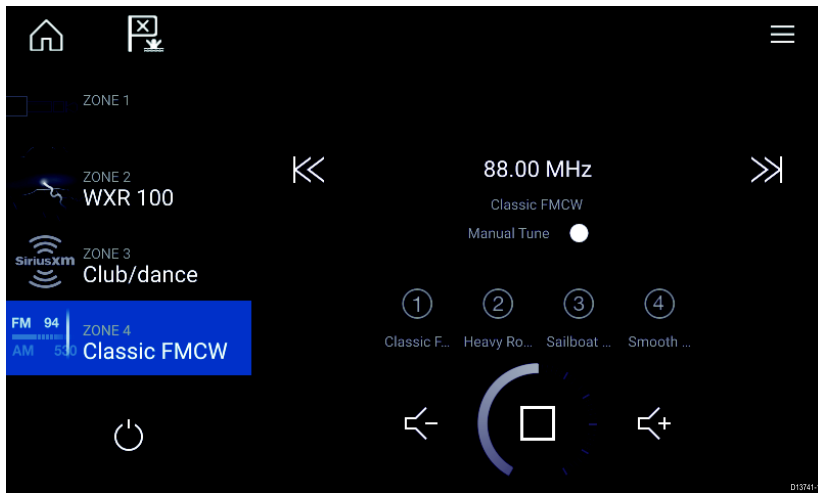 ZONE 1
ZONE 2
WXR 100
SiriusXm
ZONE 3
Club/dance
FM 94
AM 530
ZONE 4
Classic FMCW
88.00 MHz
Classic FMCW
Manual Tune
1 2 3 4
Classic F... Heavy Ro... Sailboat ... Smooth ...